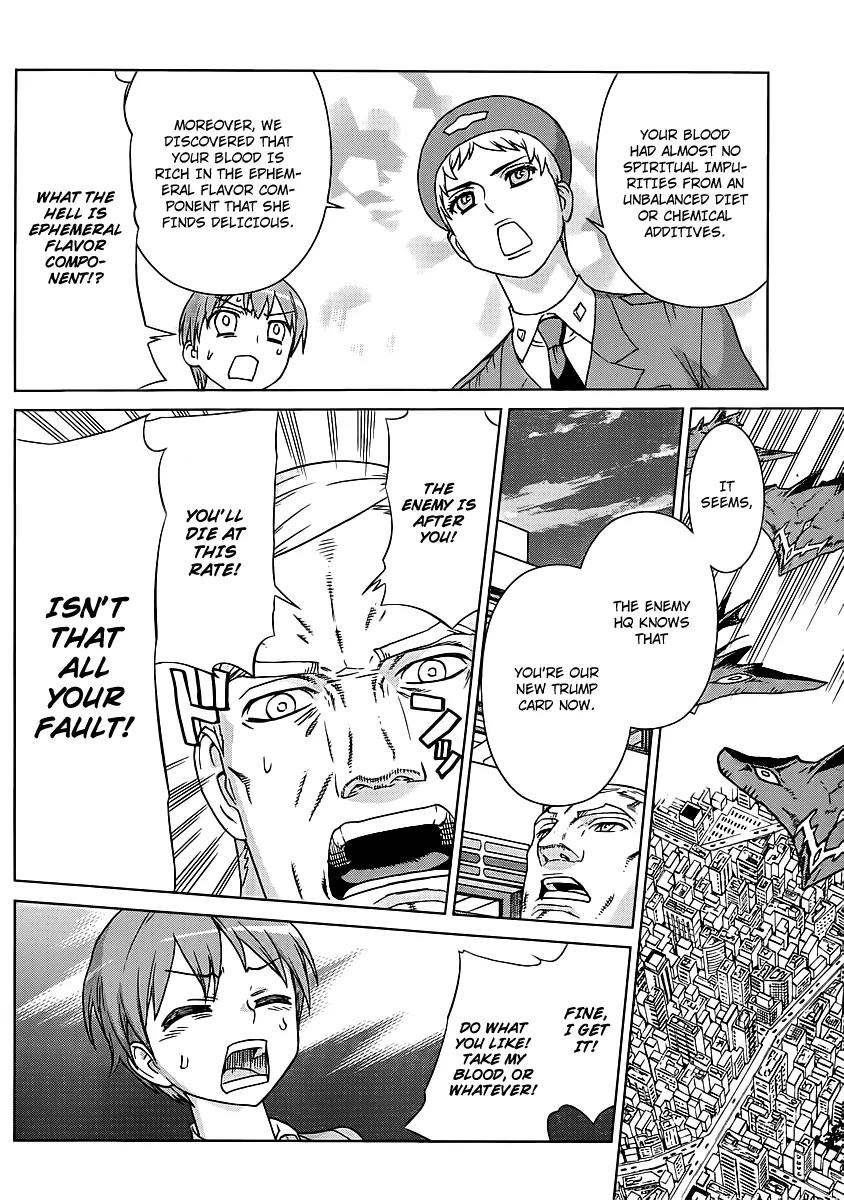 YOUR BLOOD
HAD ALMOST NO
SPIRITUAL IMPU-
RITIES FROM AN
UNBALANCED DIET
OR CHEMICAL
ADDITIVES.
MOREOVER, WE
DISCOVERED THAT
YOUR BLOOD IS
RICH IN THE EPHEM-
ERAL FLAVOR COM-
PONENT THAT SHE
FINDS DELICIOUS.
WHAT THE
HELL IS
EPHEMERAL
FLAVOR
COMPO-
NENT!?
IT
SEEMS,
THE ENEMY
HQ KNOWS
THAT
YOU'RE OUR
NEW TRUMP
CARD NOW.
THE
ENEMY IS
AFTER
YOU!
YOU'LL
DIE AT
THIS
RATE!
ISN'T
THAT
ALL
YOUR
FAULT!
FINE,
I GET
IT!
DO WHAT
YOU LIKE!
TAKE MY
BLOOD, OR
WHATEVER!